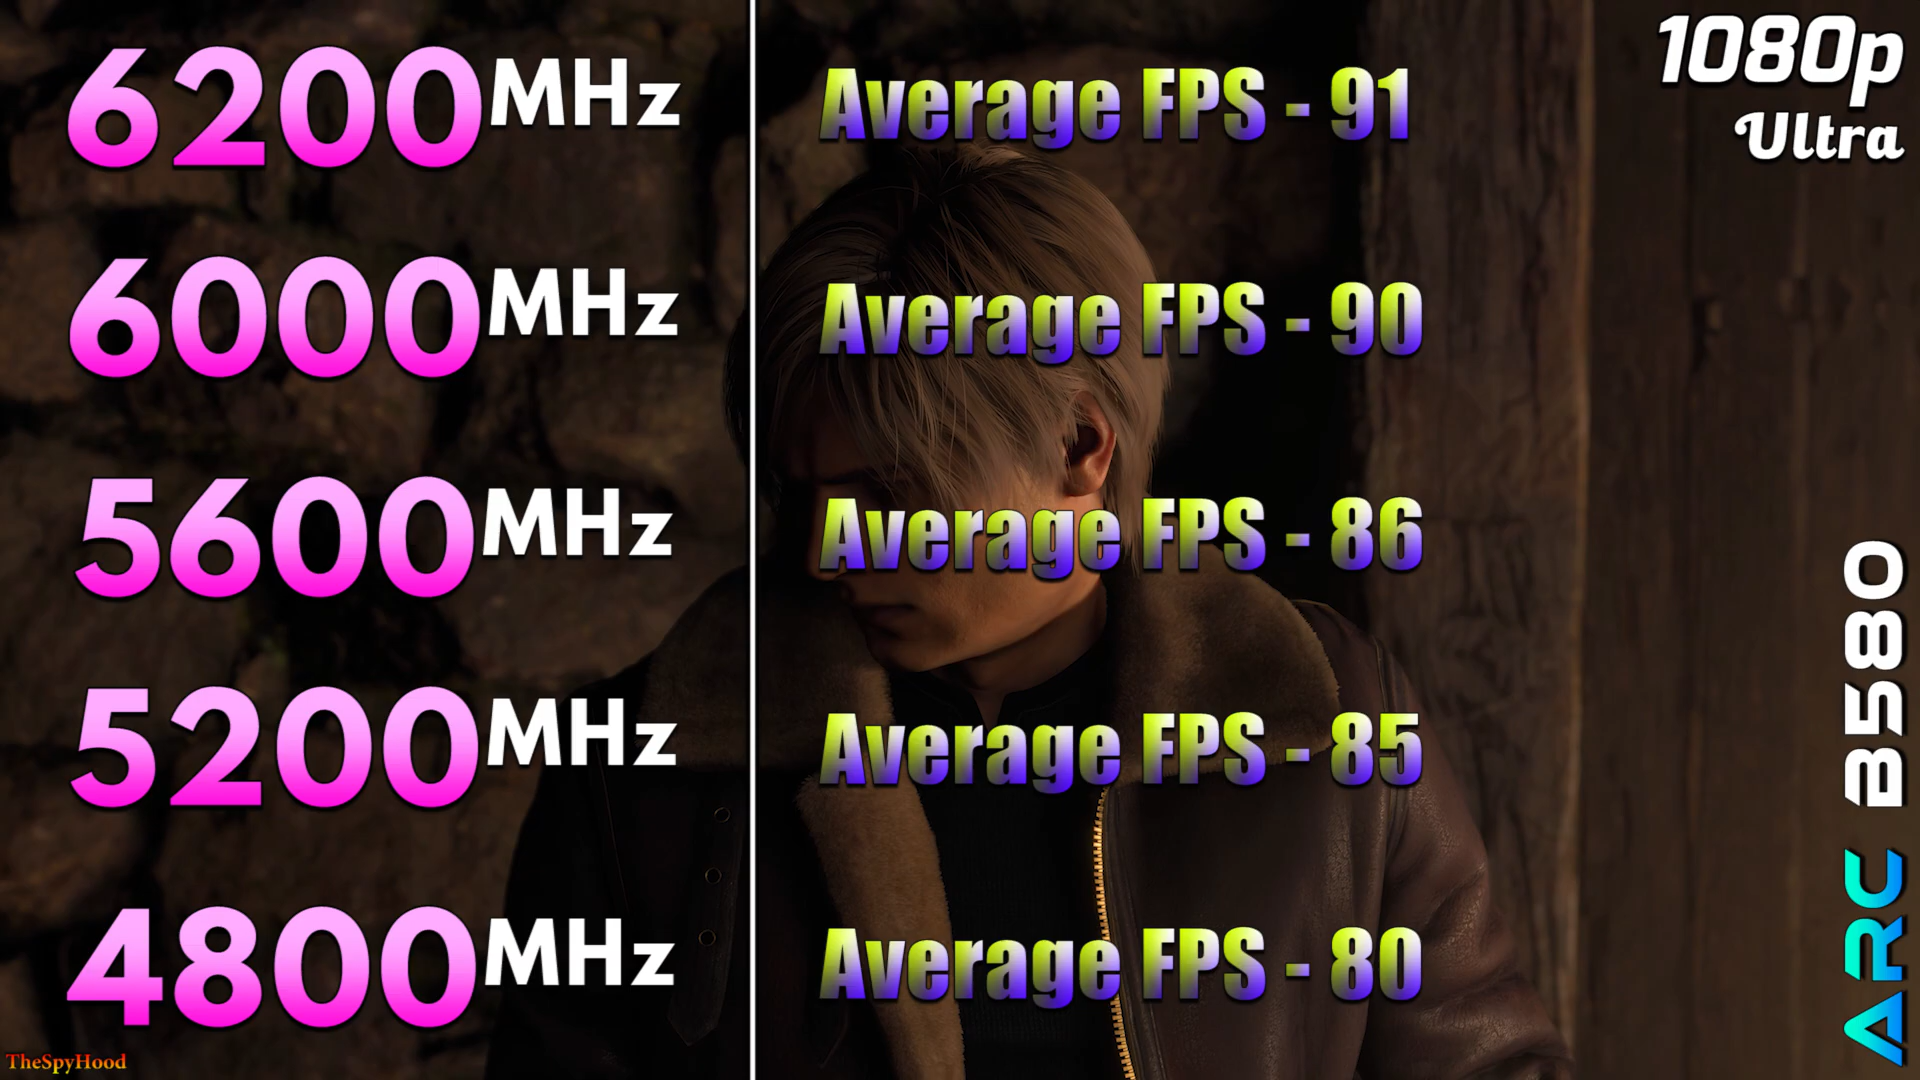 6200MHz Average FPS - 91
6000MHz Average FPS - 90
5600MHz Average FPS - 86
5200MHz Average FPS - 85
4800MHz Average FPS - 80
1080p
Ultra
ARC B580
TheSpyHood